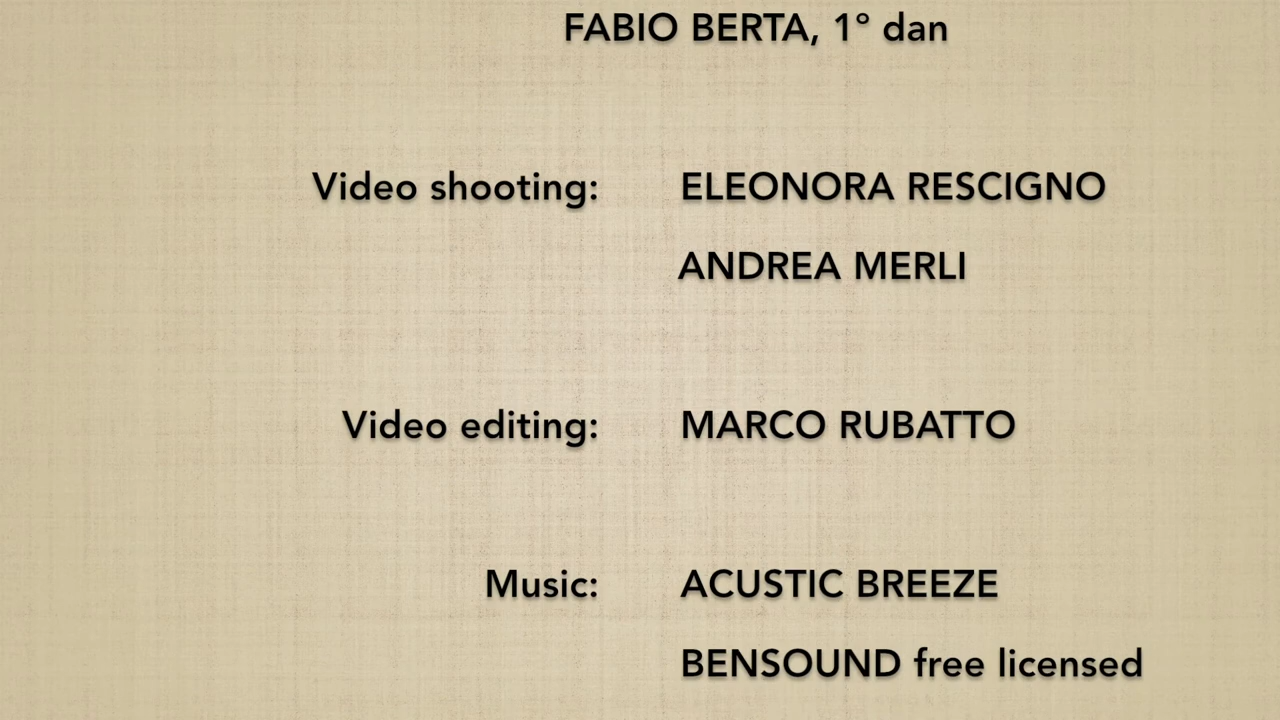 FABIO BERTA, 1° dan
Video shooting: ELEONORA RESCIGNO
ANDREA MERLI
Video editing: MARCO RUBATTO
Music: ACUSTIC BREEZE
BENSOUND free licensed